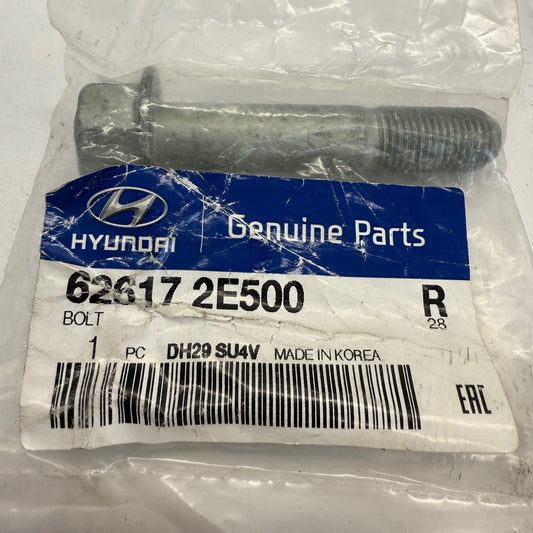 HYUNDAI
Genuine Parts
62617 2E500
R
BOLT
28
1 PC DH29 SU4V MADE IN KOREA
EAC